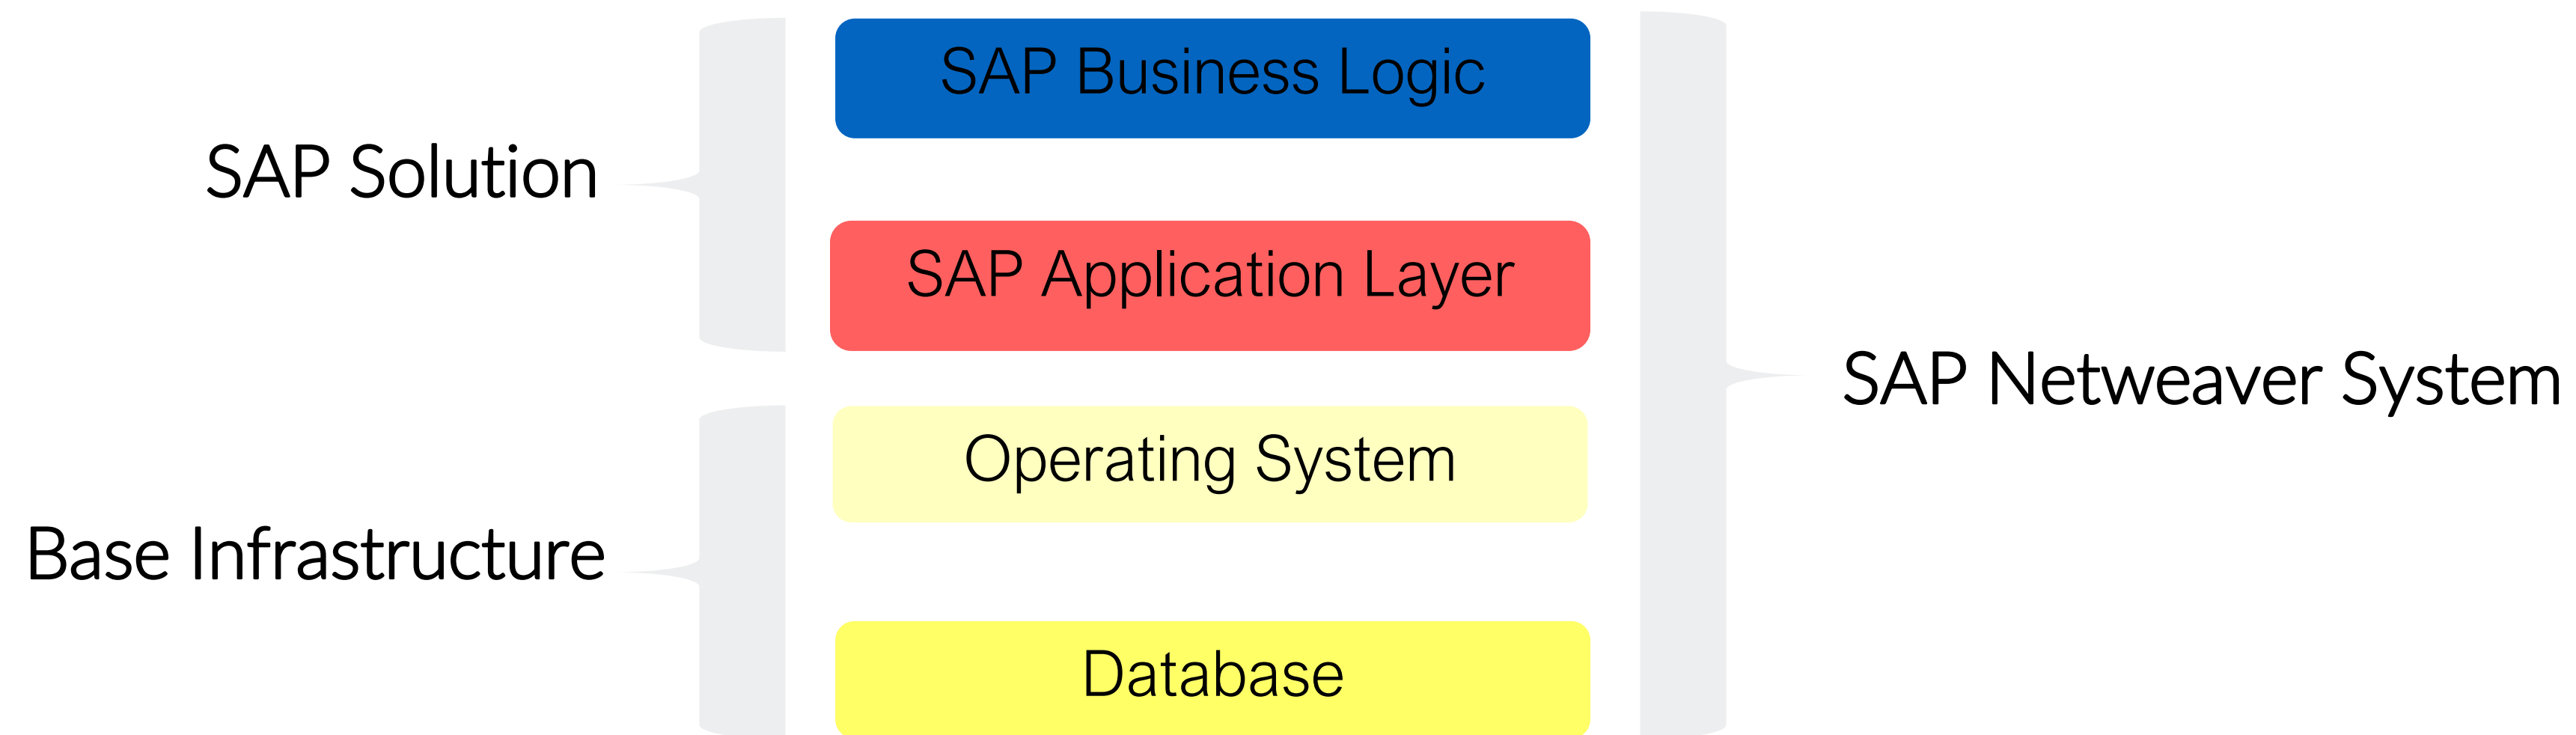 SAP Business Logic
SAP Solution
SAP Application Layer
SAP Netweaver System
Operating System
Base Infrastructure
Database